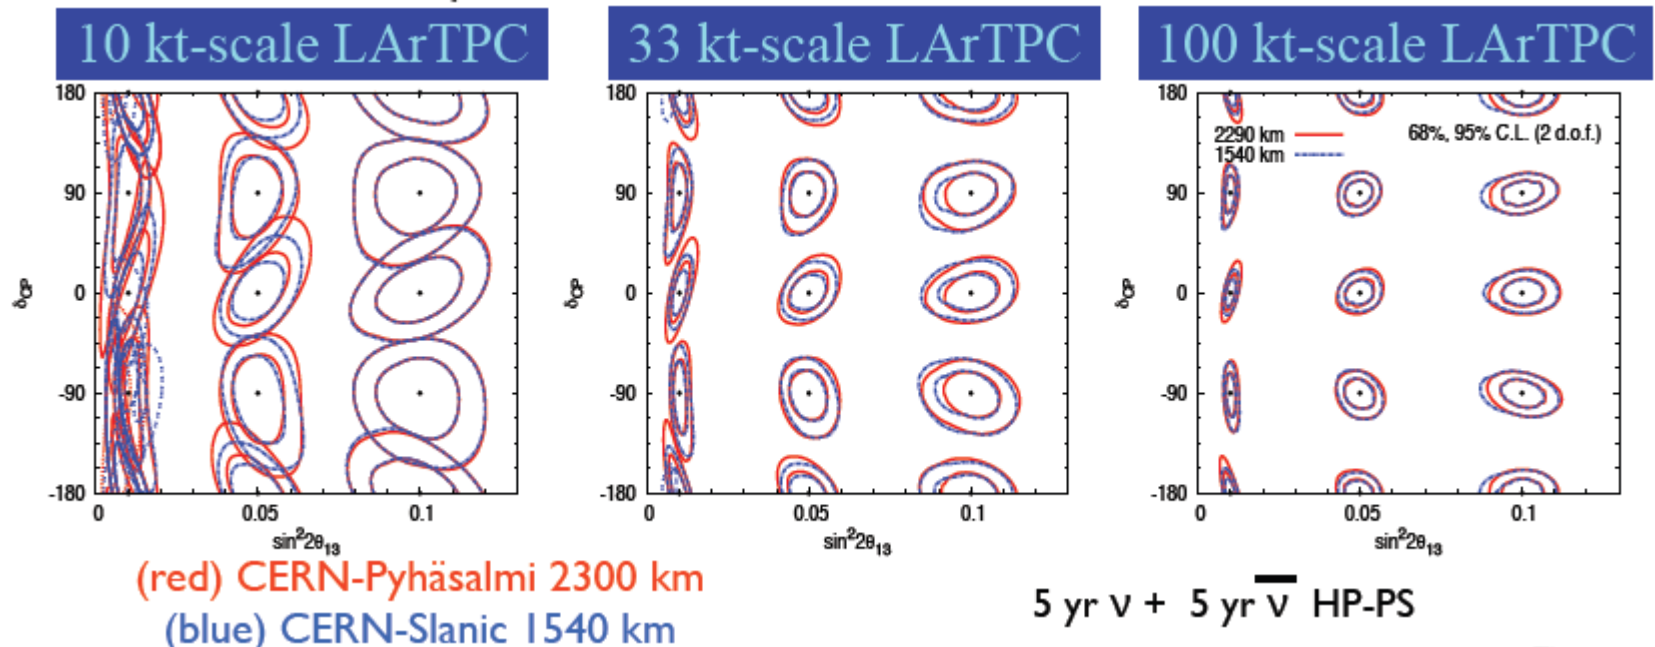 10 kt-scale LArTPC
33 kt-scale LArTPC
100 kt-scale LArTPC
180
90
0
-90
-180
δCP
0 0.05 0.1
sin²2θ₁₃
180
90
0
-90
-180
δCP
0 0.05 0.1
sin²2θ₁₃
180
90
0
-90
-180
δCP
2290 km
1540 km
68%, 95% C.L. (2 d.o.f.)
0 0.05 0.1
sin²2θ₁₃
(red) CERN-Pyhäsalmi 2300 km
(blue) CERN-Slanic 1540 km
5 yr ν + 5 yr ν̅ HP-PS